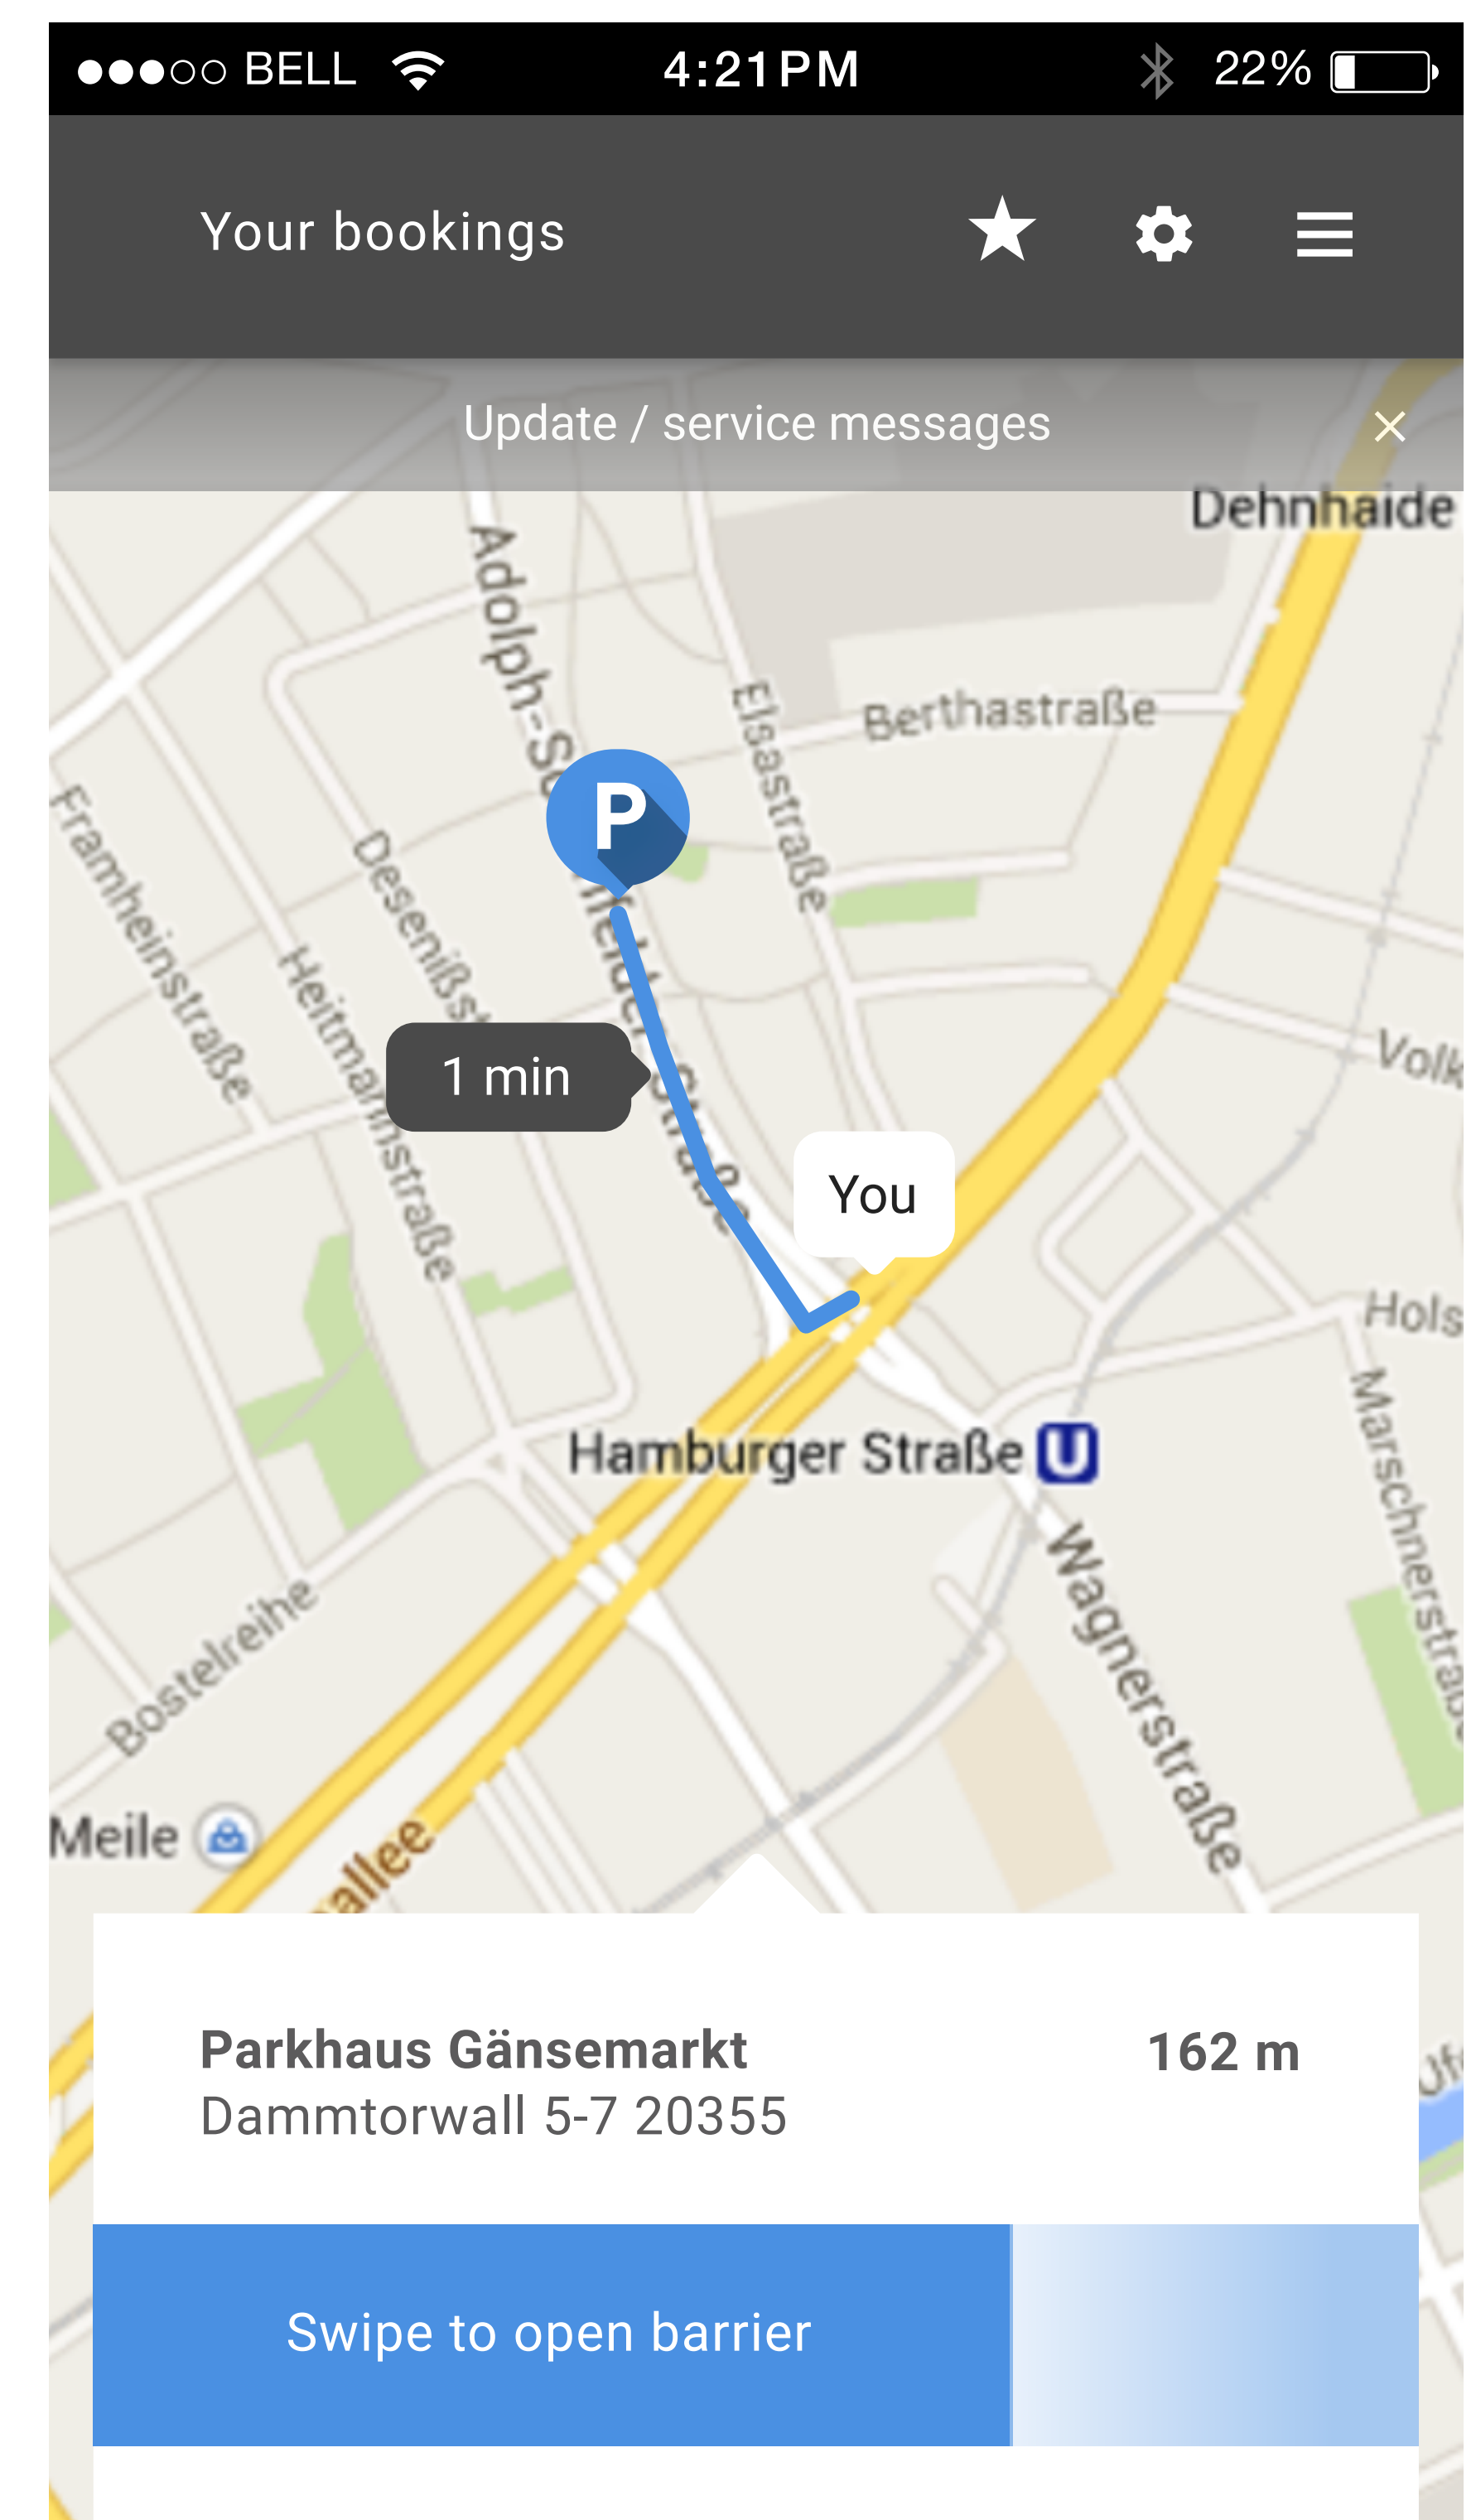 BELL 4:21PM 22%
Your bookings
Update / service messages
Dehnhaide
Berthastraße
Elsastraße
P
Framheinstraße
Heitmannstraße
1 min
You
Hamburger Straße U
Bostelreihe
Wagnerstraße
Meile
Parkhaus Gänsemarkt 162 m
Dammtorwall 5-7 20355
Swipe to open barrier